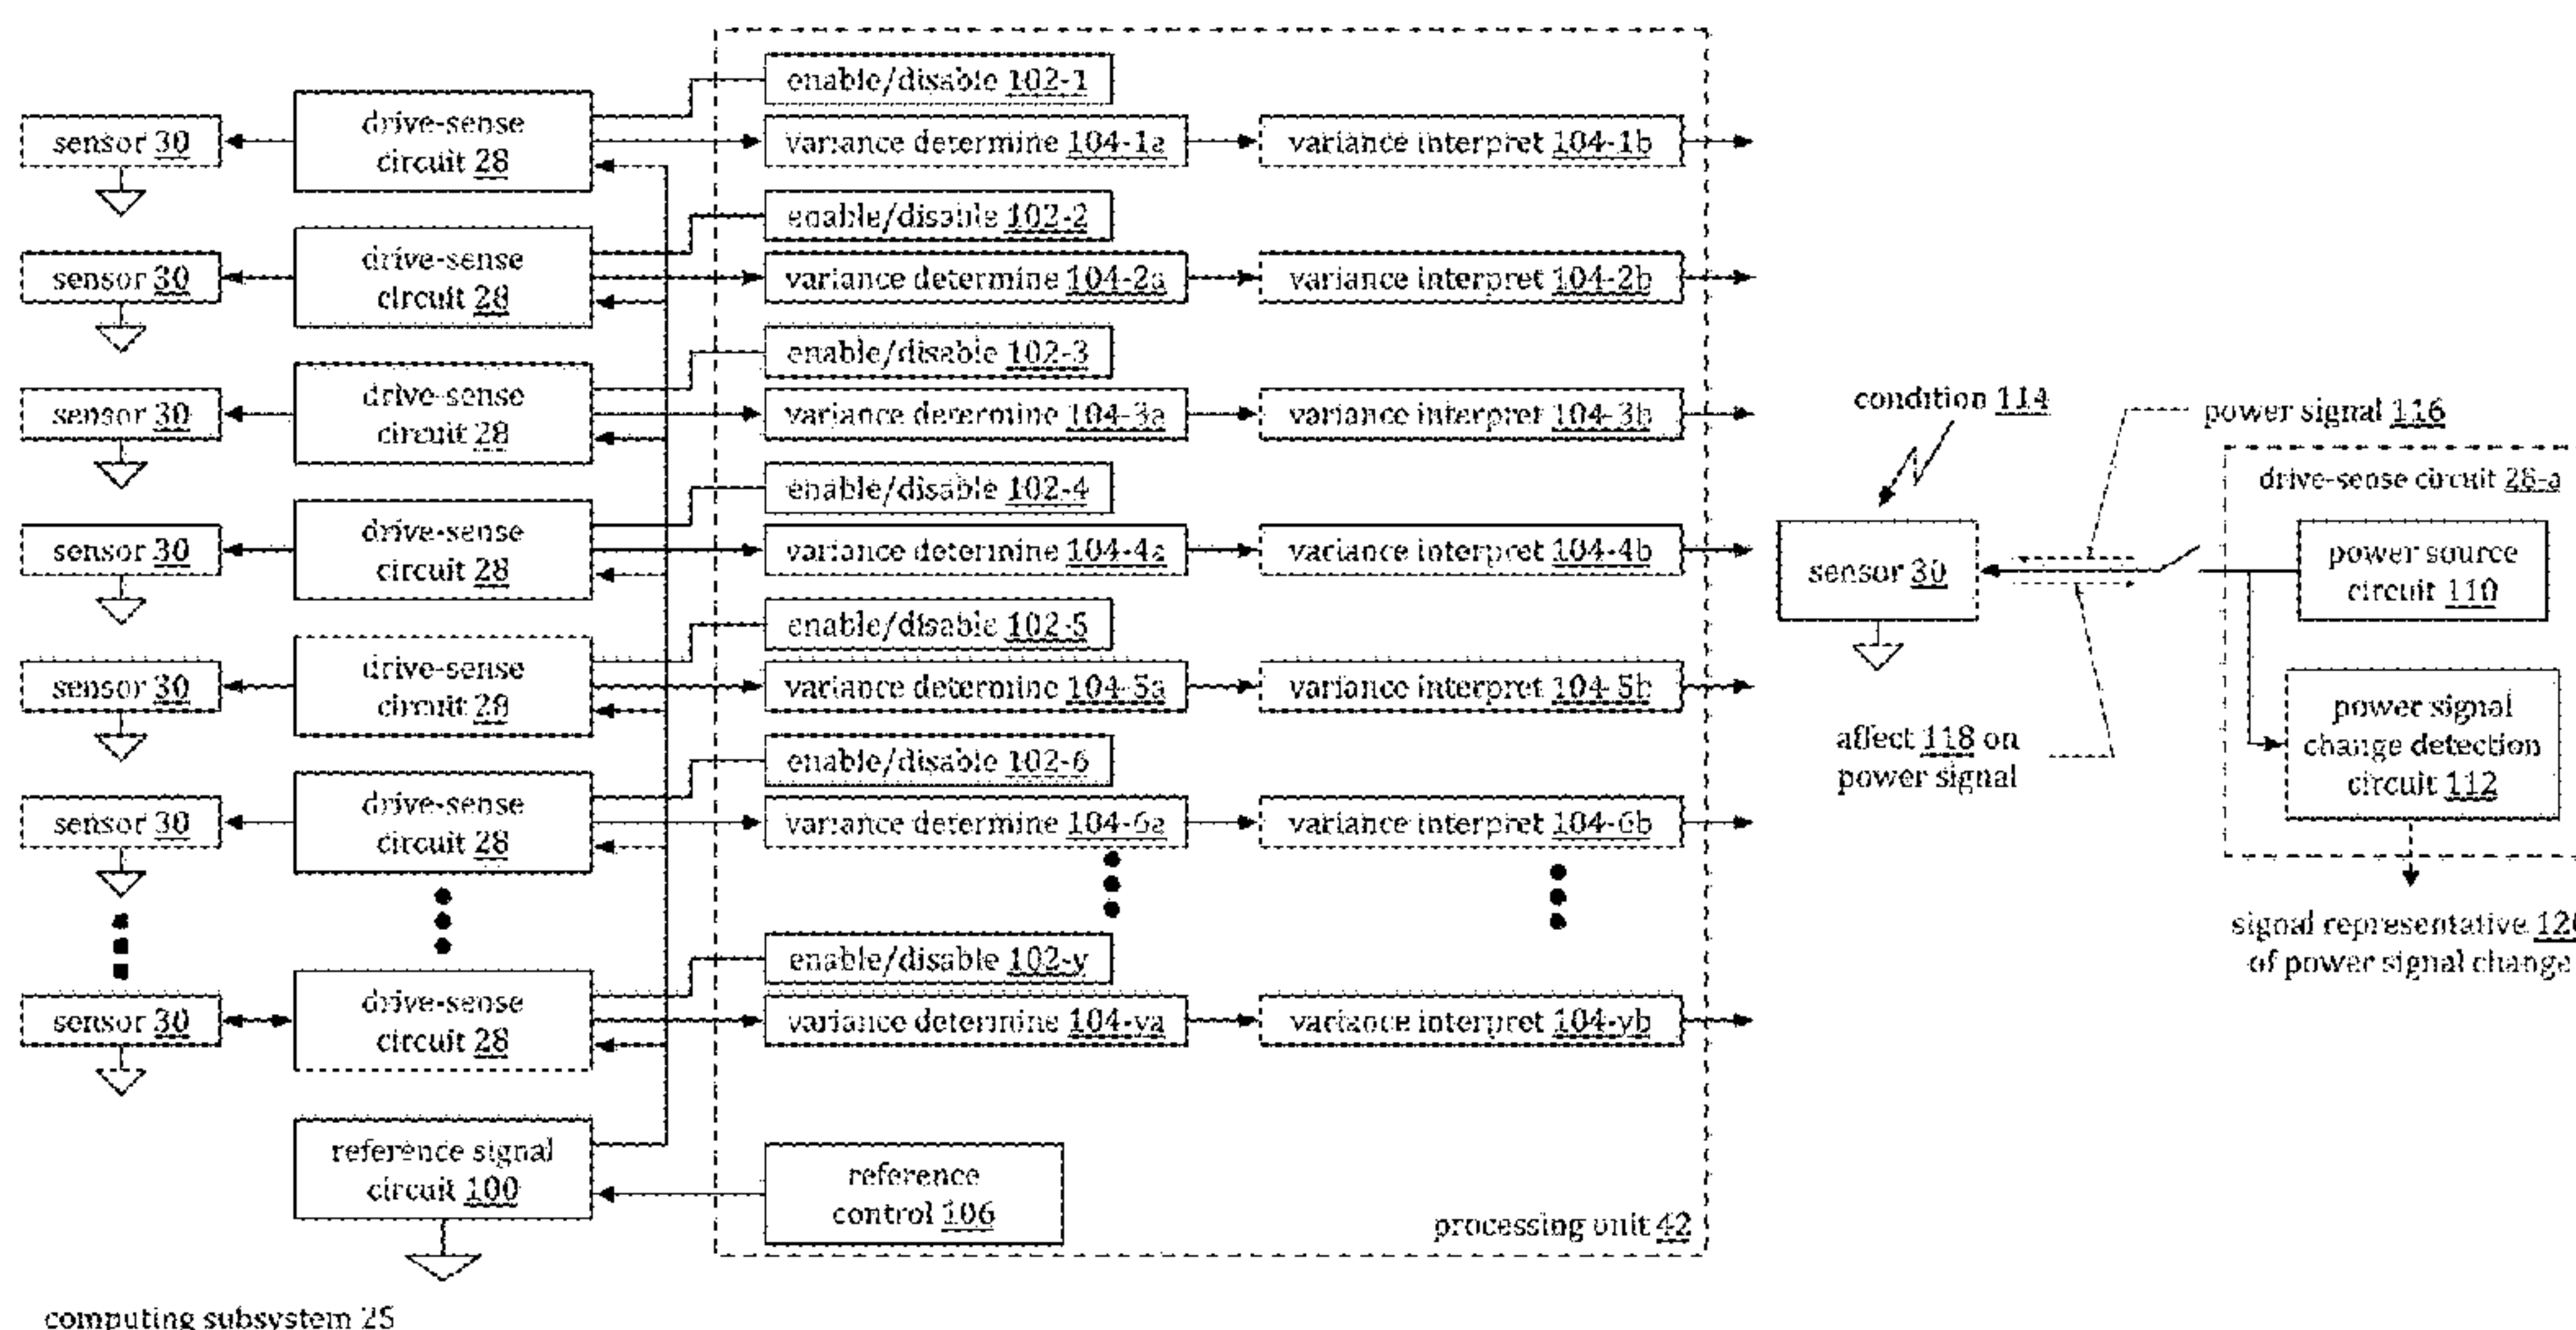 enable/disable 102-1
sensor 30
drive-sense
circuit 28
variance determine 104-1a
variance interpret 104-1b
enable/disable 102-2
sensor 30
drive-sense
circuit 28
variance determine 104-2a
variance interpret 104-2b
enable/disable 102-3
sensor 30
drive-sense
circuit 28
variance determine 104-3a
variance interpret 104-3b
enable/disable 102-4
sensor 30
drive-sense
circuit 28
variance determine 104-4a
variance interpret 104-4b
enable/disable 102-5
sensor 30
drive-sense
circuit 28
variance determine 104-5a
variance interpret 104-5b
enable/disable 102-6
sensor 30
drive-sense
circuit 28
variance determine 104-6a
variance interpret 104-6b
enable/disable 102-y
sensor 30
drive-sense
circuit 28
variance determine 104-ya
variance interpret 104-yb
reference signal
circuit 100
reference
control 106
processing unit 42
computing subsystem 25
condition 114
power signal 116
drive-sense circuit 28-a
sensor 30
power source
circuit 110
affect 118 on
power signal
power signal
change detection
circuit 112
signal representative
of power signal change